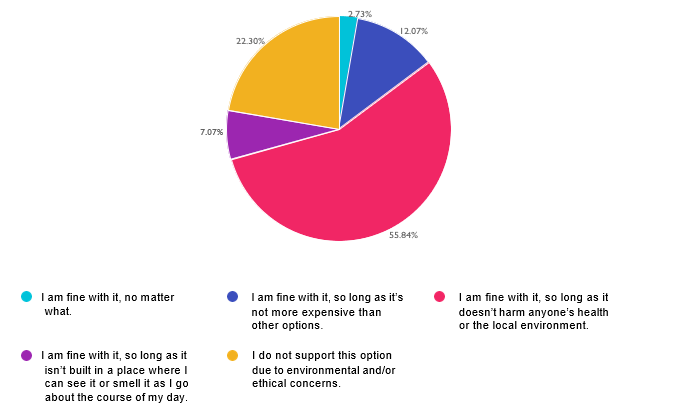 2.73%
12.07%
22.30%
7.07%
55.84%
I am fine with it, no matter
what.
I am fine with it, so long as it’s
not more expensive than
other options.
I am fine with it, so long as it
doesn’t harm anyone’s health
or the local environment.
I am fine with it, so long as it
isn’t built in a place where I
can see it or smell it as I go
about the course of my day.
I do not support this option
due to environmental and/or
ethical concerns.